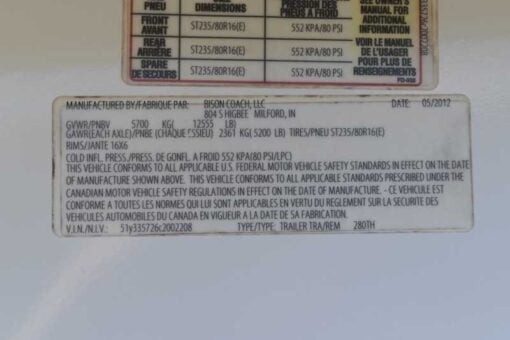 PNEU DIMENSIONS PRESSION DES PNEUS A FROID
SEE OWNER'S MANUAL FOR ADDITIONAL INFORMATION
FRONT AVANT ST235/80R16(E) 552 KPA/80 PSI
REAR ARRIÈRE ST235/80R16(E) 552 KPA/80 PSI
SPARE DE SECOURS ST235/80R16(E) 552 KPA/80 PSI
VOIR LE MANUEL DE L'USAGER POUR PLUS DE RENSEIGNEMENTS
MANUFACTURED BY/FABRIQUE PAR: BISON COACH, LLC DATE: 05/2012
804 S HIGBEE MILFORD, IN
GVWR/PNBV 5700 KG( 12555 LB)
GAWR(EACH AXLE)/PNBE (CHAQUE ESSIEU) 2361 KG( 5200 LB) TIRES/PNEU ST235/80R16(E)
RIMS/JANTE 16X6
COLD INFL. PRESS./PRESS. DE GONFL. A FROID 552 KPA(80 PSI/LPC)
THIS VEHICLE CONFORMS TO ALL APPLICABLE U.S. FEDERAL MOTOR VEHICLE SAFETY STANDARDS IN EFFECT ON THE DATE
OF MANUFACTURE SHOWN ABOVE. THIS VEHICLE CONFORMS TO ALL APPLICABLE STANDARDS PRESCRIBED UNDER THE
CANADIAN MOTOR VEHICLE SAFETY REGULATIONS IN EFFECT ON THE DATE OF MANUFACTURE. - CE VEHICULE EST
CONFORME A TOUTES LES NORMES QUI LUI SONT APPLICABLES EN VERTU DU REGLEMENT SUR LA SECURITE DES
VEHICULES AUTOMOBILES DU CANADA EN VIGUEUR A LA DATE DE SA FABRICATION.
V.I.N./N.I.V.: 51y335726c2002208 TYPE/TYPE: TRAILER TRA/REM 280TH